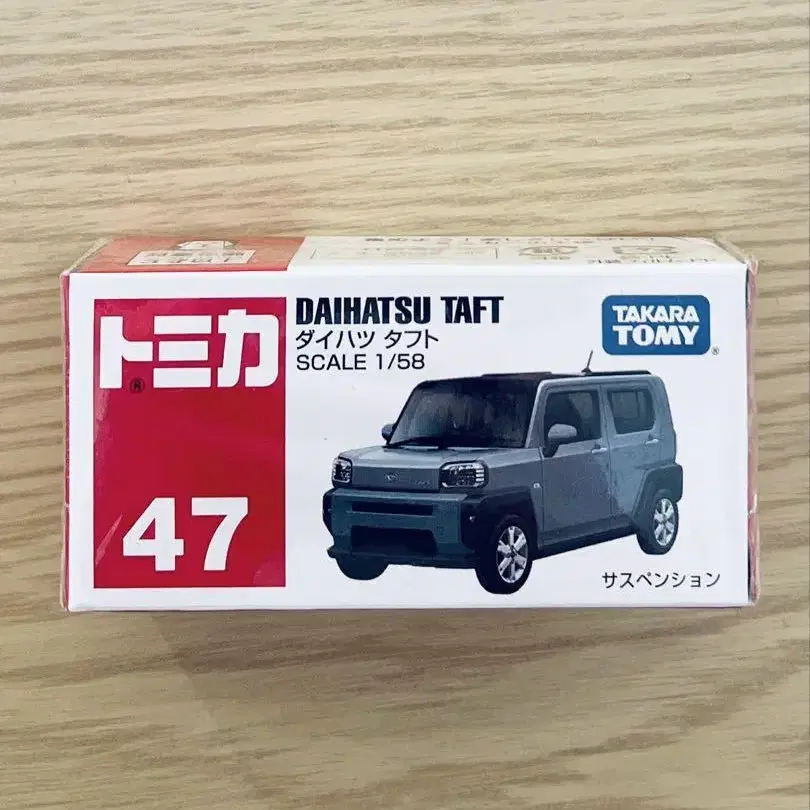 トミカ
®
47
DAIHATSU TAFT
ダイハツ タフト
SCALE 1/58
TAKARA
TOMY
®
サスペンション